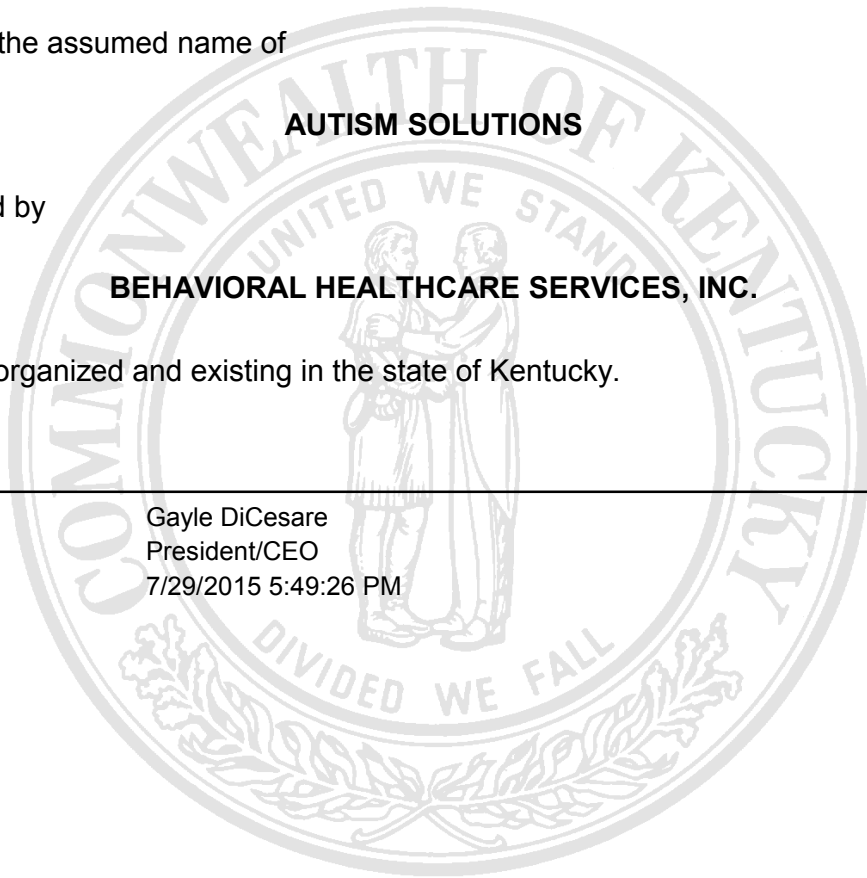 the assumed name of
AUTISM SOLUTIONS
d by
BEHAVIORAL HEALTHCARE SERVICES, INC.
organized and existing in the state of Kentucky.
Gayle DiCesare
President/CEO
7/29/2015 5:49:26 PM
COMMONWEALTH OF KENTUCKY
UNITED WE STAND
DIVIDED WE FALL